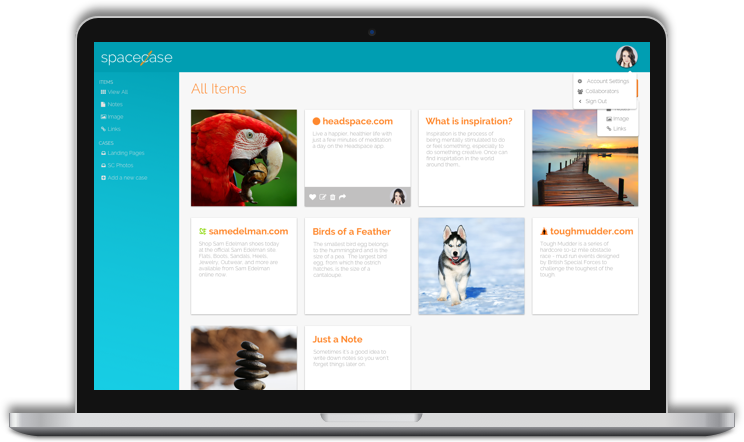 spacecase
Account Settings
Collaborators
Sign Out
Image
Links
ITEMS
View All
Notes
Image
Links
CASES
Landing Pages
SC Photos
Add a new case
All Items
headspace.com
Live a happier, healthier life with
just a few minutes of meditation
a day on the Headspace app
What is inspiration?
Inspiration is the process of
being mentally stimulated to do
or feel something, especially to
do something creative. Once can
find inspiration in the world
around them.
samedelman.com
Shop Sam Edelman shoes today
at the official Sam Edelman site.
Flats, Boots, Sandals, Heels,
Jewelry, Outwear, and more are
available from Sam Edelman
online now.
Birds of a Feather
The smallest bird egg belongs
to the hummingbird and is the
size of a pea. The largest bird
egg, from which the ostrich
hatches, is the size of a
cantaloupe.
toughmudder.com
Tough Mudder is a series of
hardcore 10-12 mile obstacle
race - mud run events designed
by British Special Forces to
challenge the toughest of the
tough.
Just a Note
Sometimes it's a good idea to
write down notes so you won't
forget things later on.